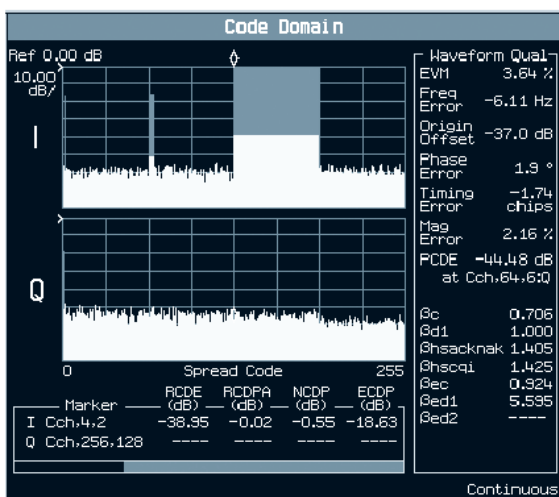 Code Domain
Ref 0.00 dB
10.00
dB/
I
Q
0 Spread Code 255
RCDE RCDPA NCDP ECDP
Marker (dB) (dB) (dB) (dB)
I Cch,4,2 -38.95 -0.02 -0.55 -18.63
Q Cch,256,128 ---- ---- ---- ----
Waveform Qual
EVM 3.64 %
Freq
Error -6.11 Hz
Origin
Offset -37.0 dB
Phase
Error 1.9 °
Timing -1.74
Error chips
Mag
Error 2.16 %
PCDE -44.48 dB
at Cch,64,6:Q
βc 0.706
βd1 1.000
βhsacknak 1.405
βhscqi 1.425
βec 0.924
βed1 5.595
βed2 ----
Continuous